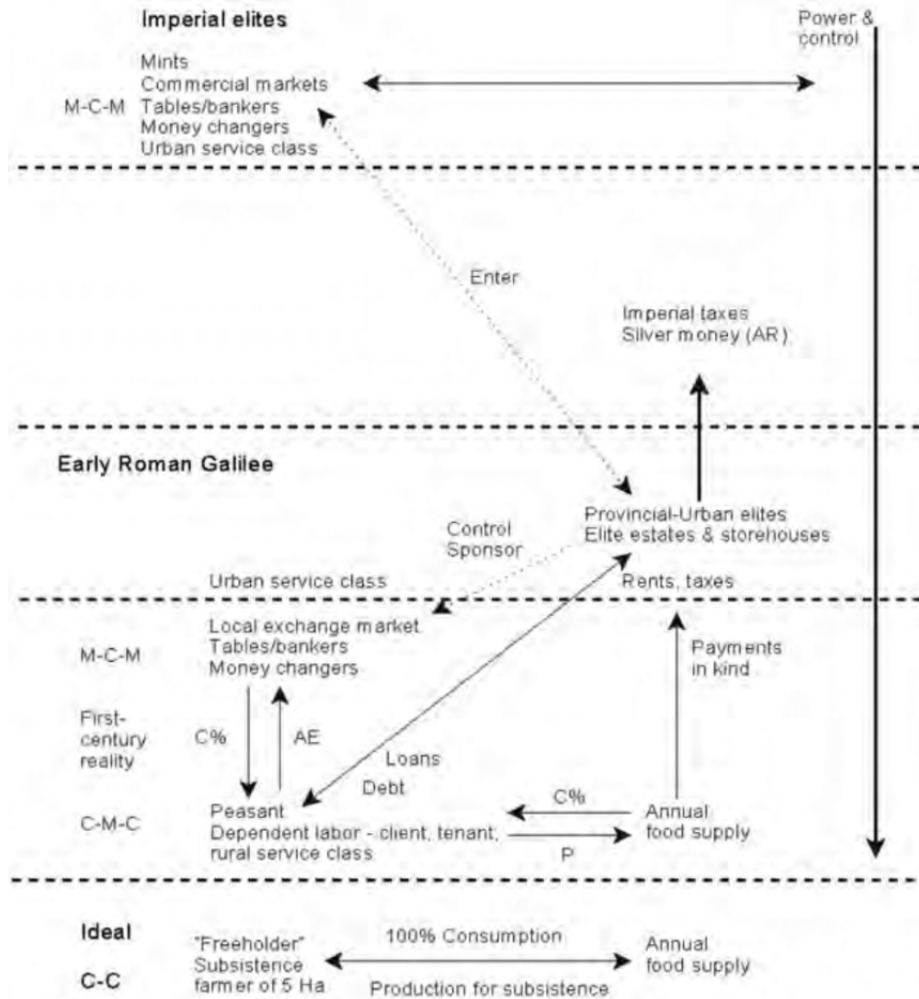 Imperial elites
Power &
control
Mints
Commercial markets
M-C-M Tables/bankers
Money changers
Urban service class
Enter
Imperial taxes
Silver money (AR)
Early Roman Galilee
Provincial-Urban elites
Elite estates & storehouses
Control
Sponsor
Urban service class
Rents, taxes
Local exchange market
M-C-M
Tables/bankers
Money changers
Payments
in kind
First-
century
reality
C%
AE
Loans
Debt
C-M-C
Peasant
Dependent labor - client, tenant,
rural service class
C%
P
Annual
food supply
Ideal
C-C
"Freeholder"
Subsistence
farmer of 5 Ha
100% Consumption
Production for subsistence
Annual
food supply